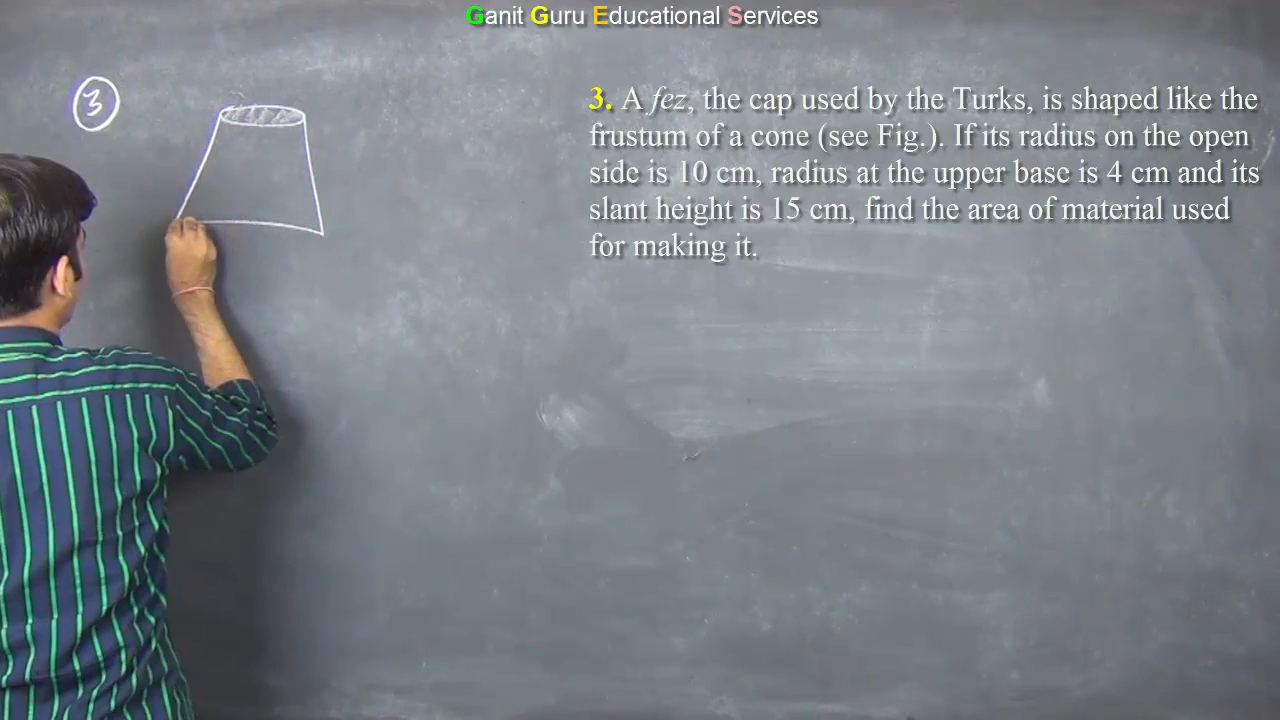 Ganit Guru Educational Services
3
3. A fez, the cap used by the Turks, is shaped like the
frustum of a cone (see Fig.). If its radius on the open
side is 10 cm, radius at the upper base is 4 cm and its
slant height is 15 cm, find the area of material used
for making it.